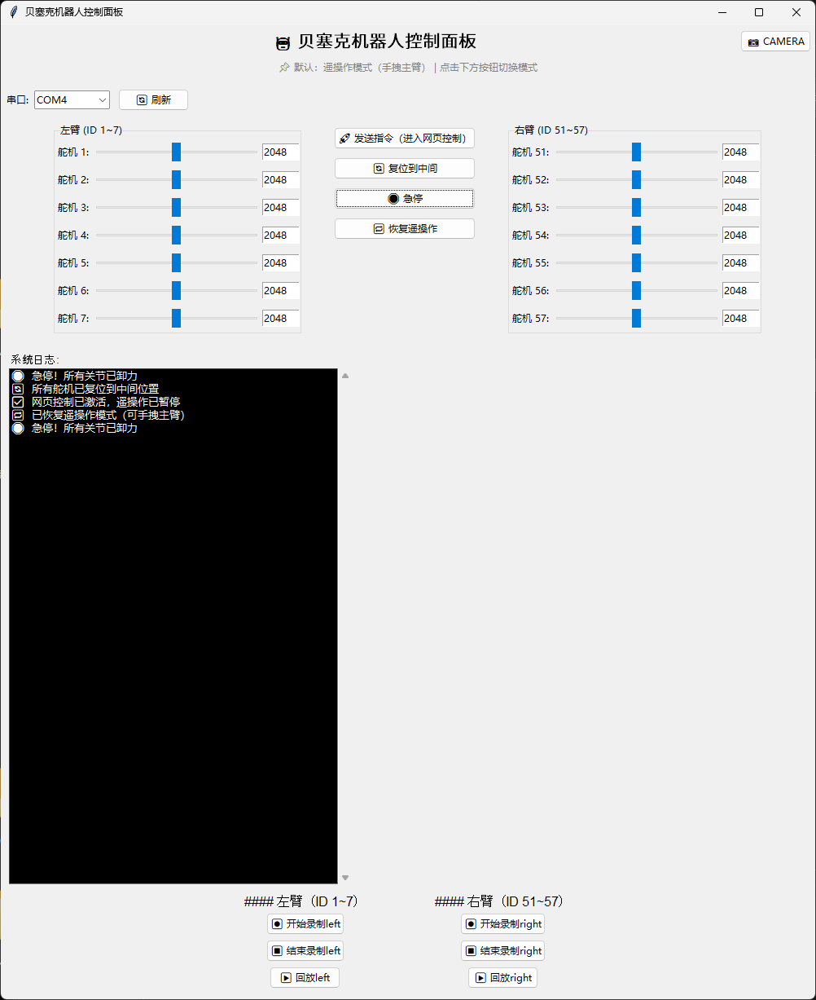 贝塞克机器人控制面板
贝塞克机器人控制面板
CAMERA
默认：遥操作模式（手拽主臂） | 点击下方按钮切换模式
串口: COM4 刷新
左臂 (ID 1~7)
舵机 1: 2048
舵机 2: 2048
舵机 3: 2048
舵机 4: 2048
舵机 5: 2048
舵机 6: 2048
舵机 7: 2048
发送指令（进入网页控制）
复位到中间
急停
恢复遥操作
右臂 (ID 51~57)
舵机 51: 2048
舵机 52: 2048
舵机 53: 2048
舵机 54: 2048
舵机 55: 2048
舵机 56: 2048
舵机 57: 2048
系统日志:
急停！所有关节已卸力
所有舵机已复位到中间位置
网页控制已激活，遥操作已暂停
已恢复遥操作模式（可手拽主臂）
急停！所有关节已卸力
#### 左臂（ID 1~7）
开始录制left
结束录制left
回放left
#### 右臂（ID 51~57）
开始录制right
结束录制right
回放right